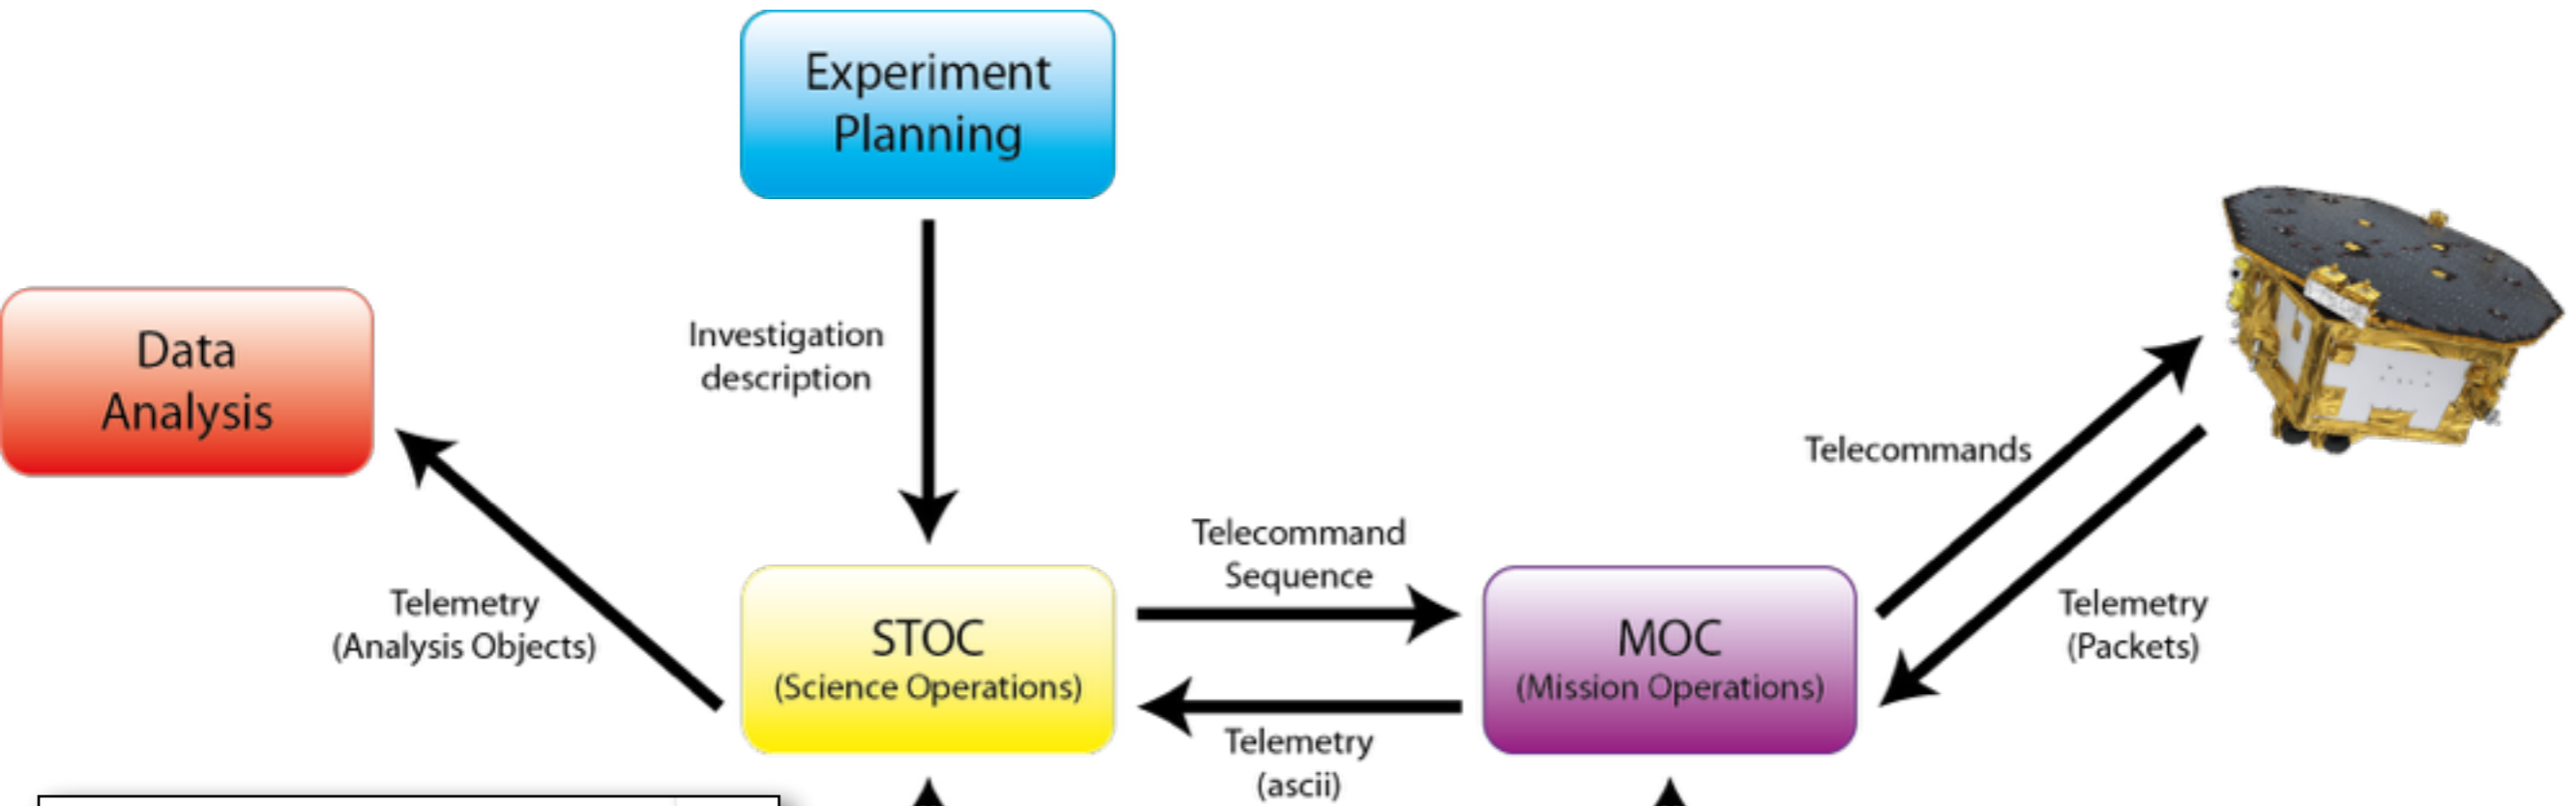 Experiment
Planning
Data
Analysis
Investigation
description
Telecommands
Telecommand
Sequence
Telemetry
(Analysis Objects)
STOC
(Science Operations)
MOC
(Mission Operations)
Telemetry
(Packets)
Telemetry
(ascii)